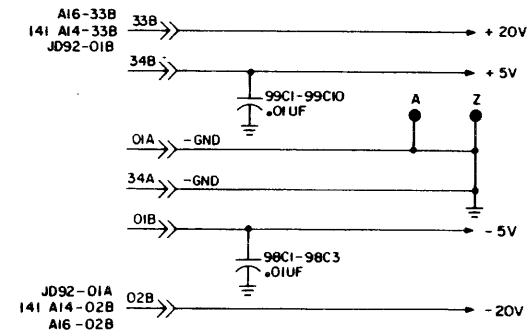 A16-33B
141 A14-33B
JD92-01B
33B
+ 20V
34B
+ 5V
99C1-99C10
.01UF
A
Z
01A
-GND
34A
-GND
01B
- 5V
98C1-98C3
.01UF
JD92-01A
141 A14-02B
A16-02B
02B
-20V